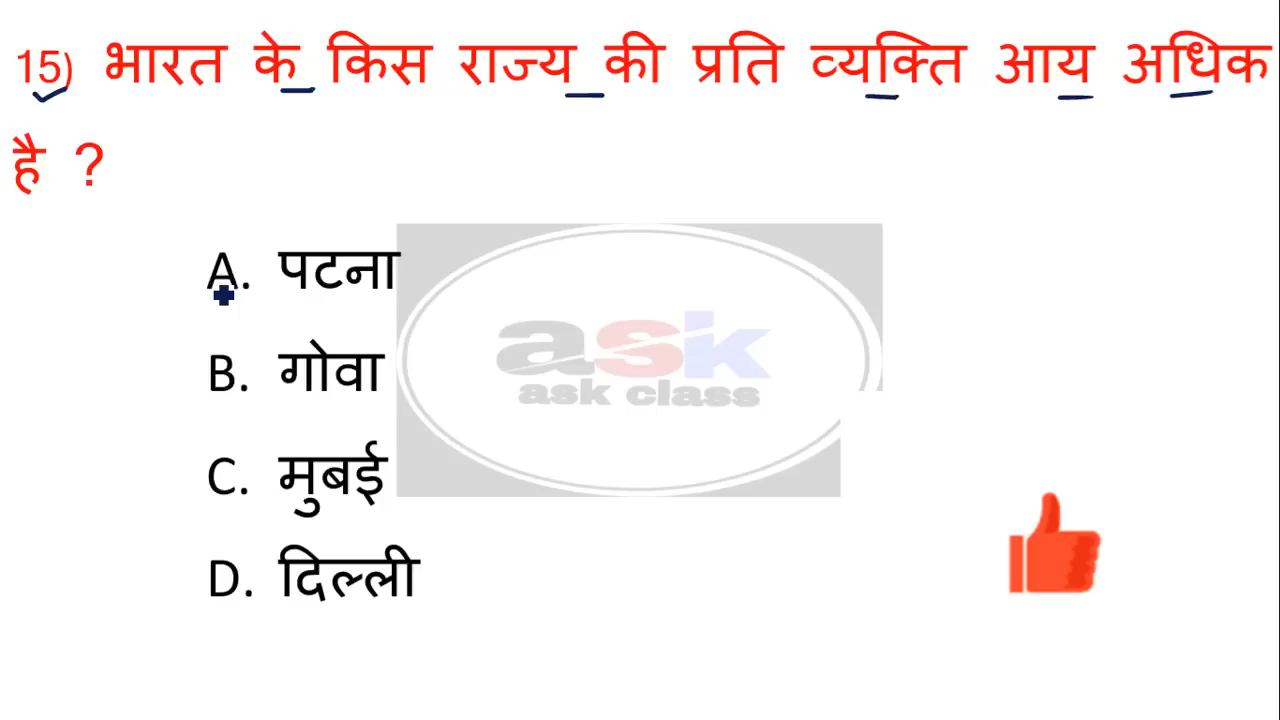 15) भारत के किस राज्य की प्रति व्यक्ति आय अधिक
है ?
A. पटना
B. गोवा
ask
ask class
C. मुबई
D. दिल्ली